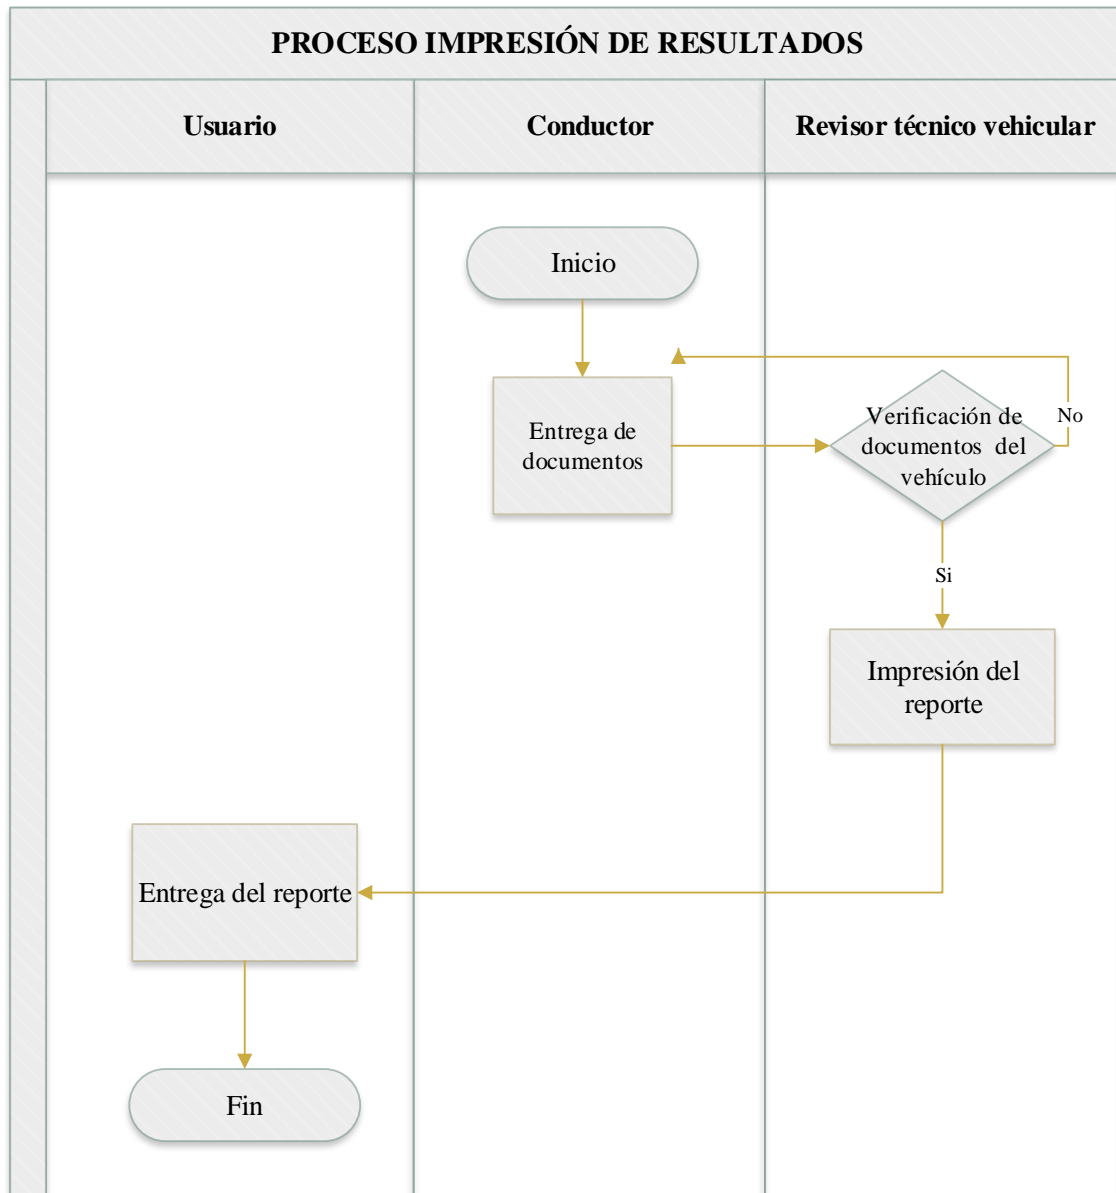 PROCESO IMPRESIÓN DE RESULTADOS
Usuario
Conductor
Revisor técnico vehicular
Inicio
Entrega de
documentos
Verificación de
documentos del
vehículo
No
Si
Impresión del
reporte
Entrega del reporte
Fin